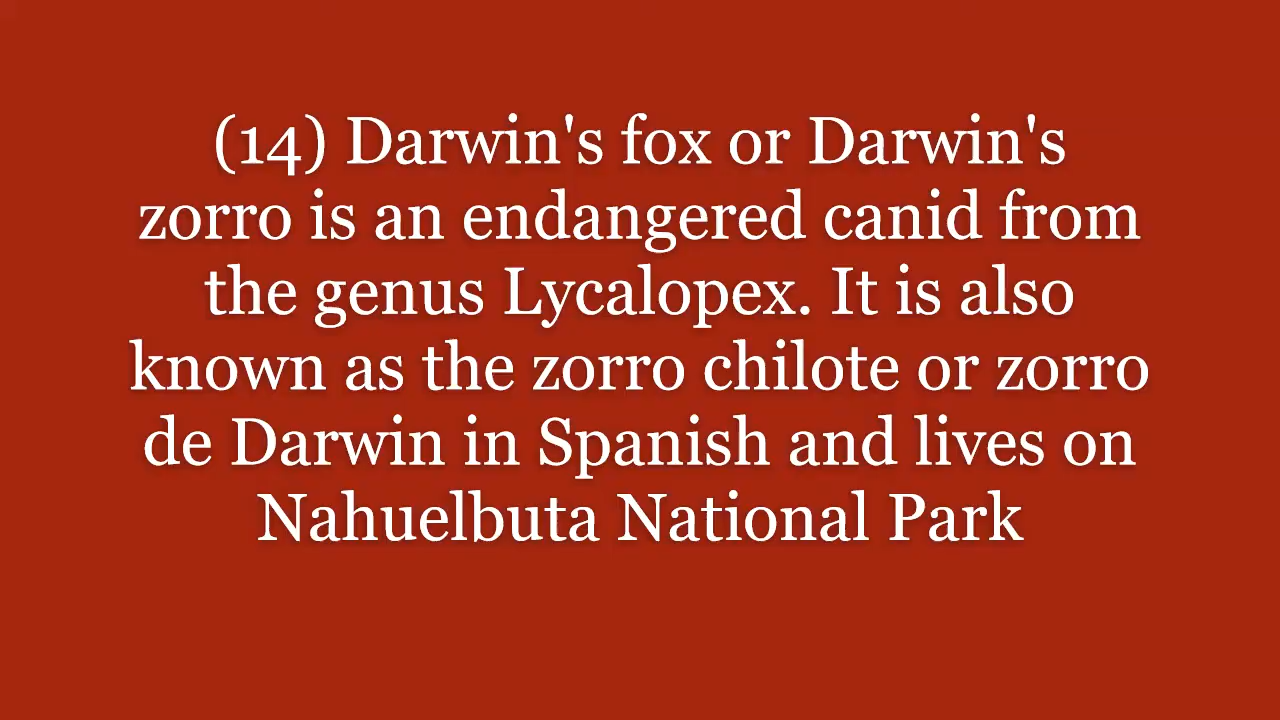 (14) Darwin's fox or Darwin's
zorro is an endangered canid from
the genus Lycalopex. It is also
known as the zorro chilote or zorro
de Darwin in Spanish and lives on
Nahuelbuta National Park